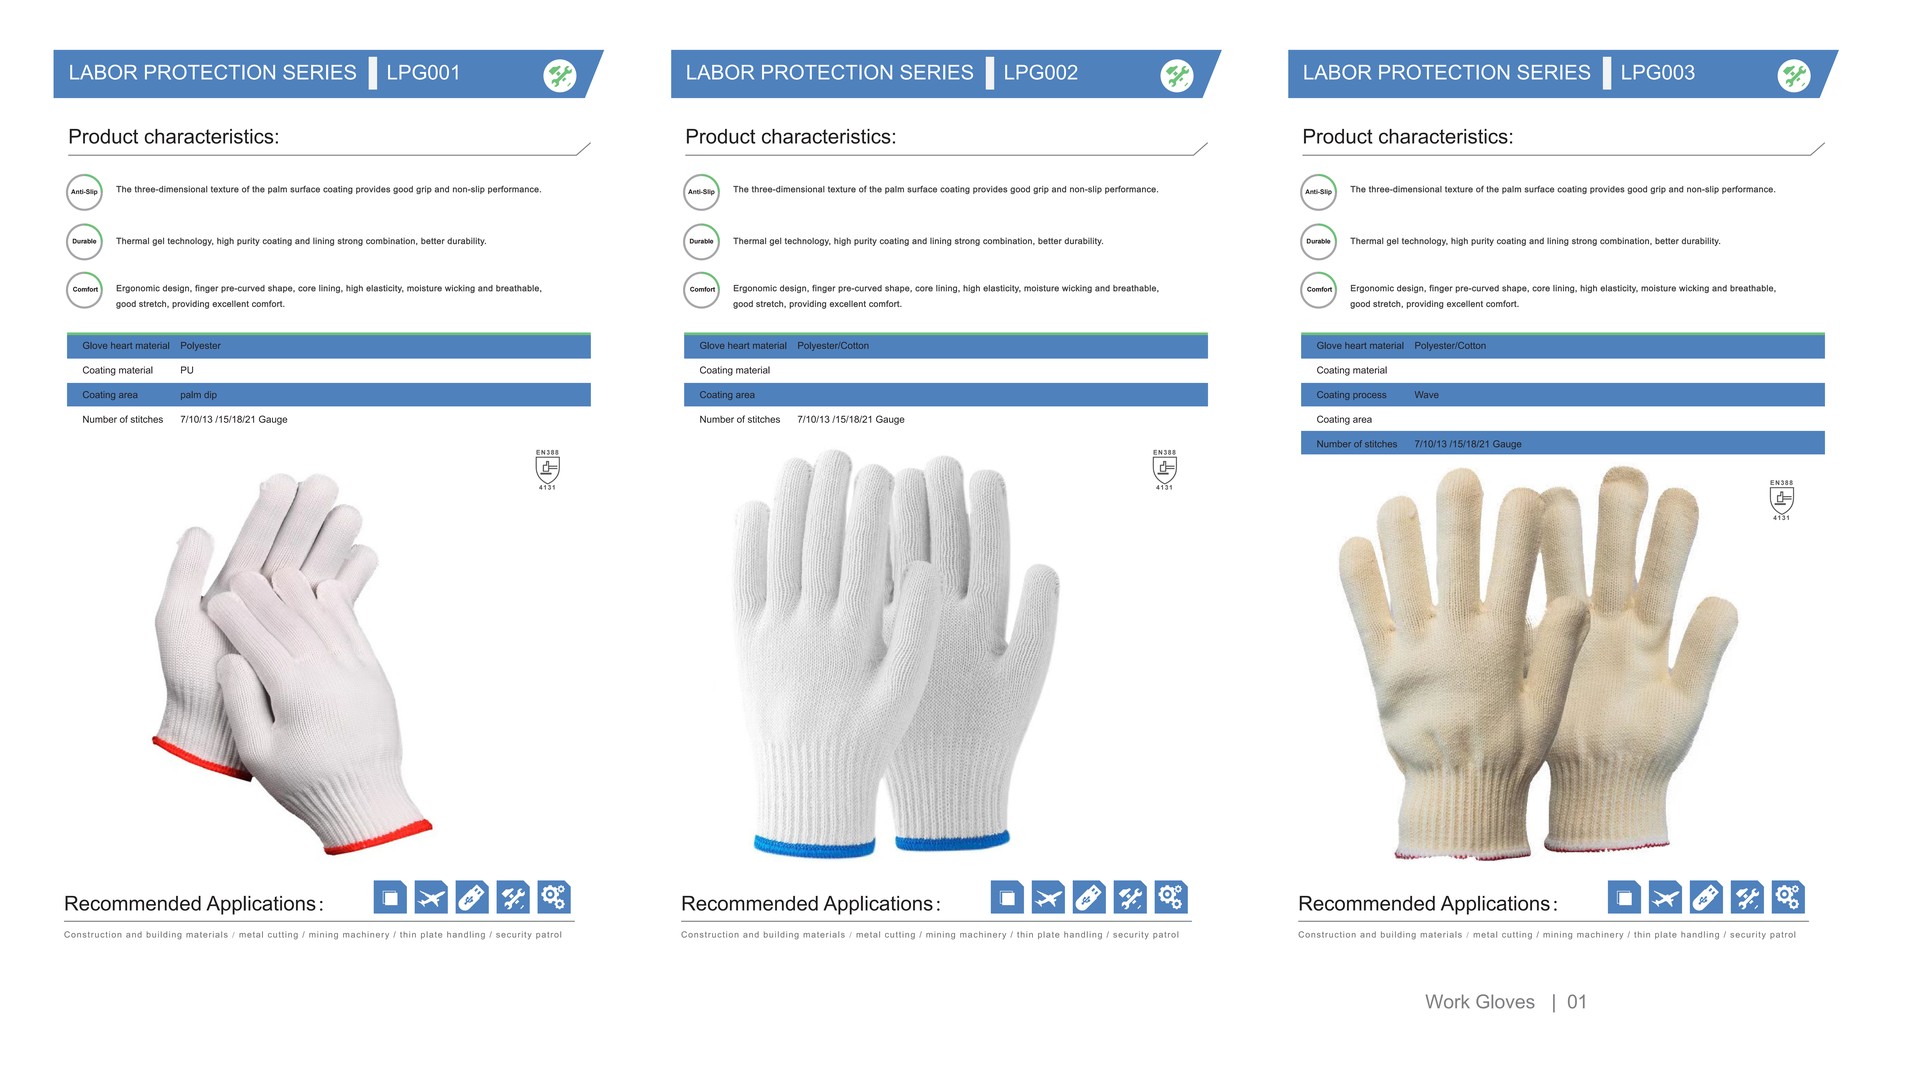 LABOR PROTECTION SERIES LPG001
Product characteristics:
Anti-Slip The three-dimensional texture of the palm surface coating provides good grip and non-slip performance.
Durable Thermal gel technology, high purity coating and lining strong combination, better durability.
Comfort Ergonomic design, finger pre-curved shape, core lining, high elasticity, moisture wicking and breathable,
good stretch, providing excellent comfort.
Glove heart material Polyester
Coating material PU
Coating area palm dip
Number of stitches 7/10/13 /15/18/21 Gauge
EN388
4131
Recommended Applications:
Construction and building materials / metal cutting / mining machinery / thin plate handling / security patrol
LABOR PROTECTION SERIES LPG002
Product characteristics:
Anti-Slip The three-dimensional texture of the palm surface coating provides good grip and non-slip performance.
Durable Thermal gel technology, high purity coating and lining strong combination, better durability.
Comfort Ergonomic design, finger pre-curved shape, core lining, high elasticity, moisture wicking and breathable,
good stretch, providing excellent comfort.
Glove heart material Polyester/Cotton
Coating material
Coating area
Number of stitches 7/10/13 /15/18/21 Gauge
EN388
4131
Recommended Applications:
Construction and building materials / metal cutting / mining machinery / thin plate handling / security patrol
LABOR PROTECTION SERIES LPG003
Product characteristics:
Anti-Slip The three-dimensional texture of the palm surface coating provides good grip and non-slip performance.
Durable Thermal gel technology, high purity coating and lining strong combination, better durability.
Comfort Ergonomic design, finger pre-curved shape, core lining, high elasticity, moisture wicking and breathable,
good stretch, providing excellent comfort.
Glove heart material Polyester/Cotton
Coating material
Coating process Wave
Coating area
Number of stitches 7/10/13 /15/18/21 Gauge
EN388
4131
Recommended Applications:
Construction and building materials / metal cutting / mining machinery / thin plate handling / security patrol
Work Gloves | 01